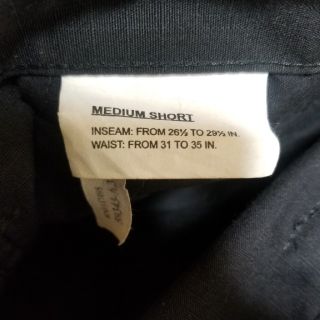 MEDIUM SHORT
INSEAM: FROM 26½ TO 29½ IN.
WAIST: FROM 31 TO 35 IN.